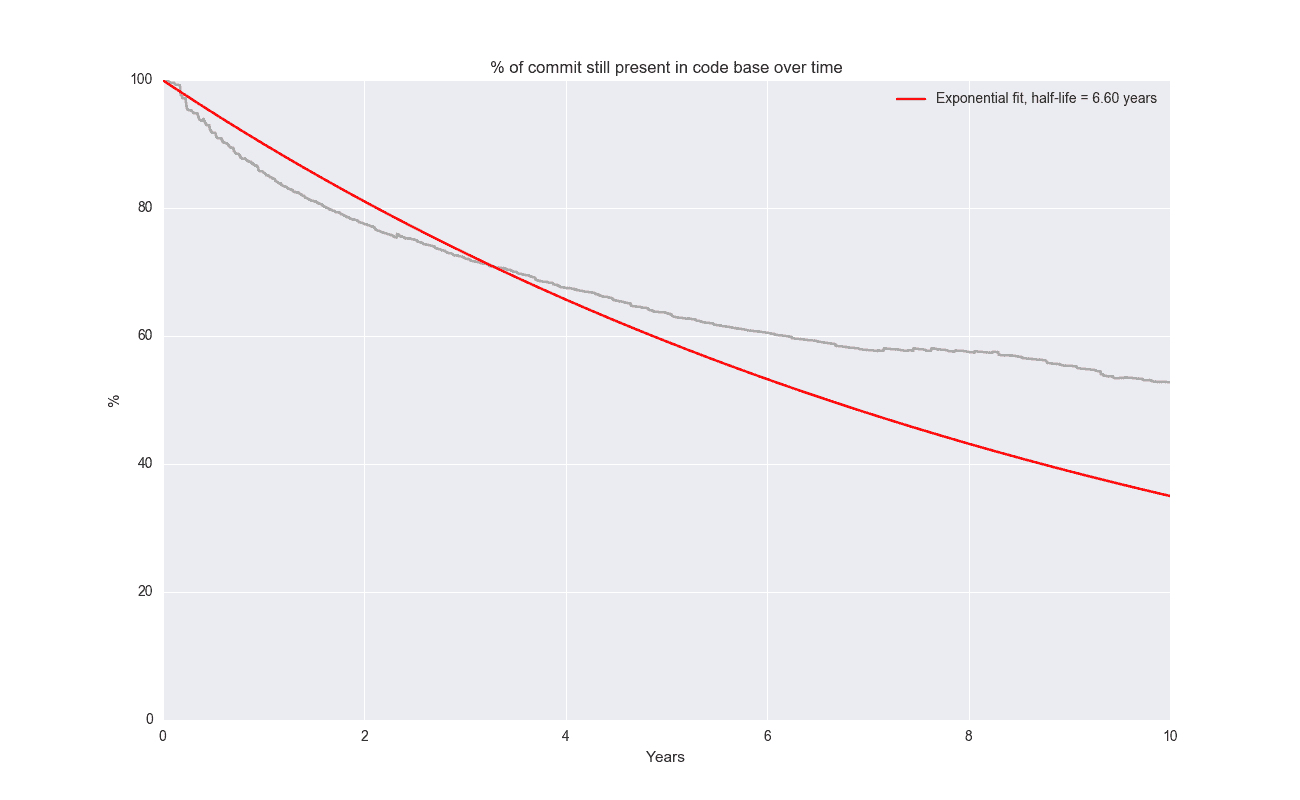 % of commit still present in code base over time
Exponential fit, half-life = 6.60 years
100
80
60
40
20
0
%
0 2 4 6 8 10
Years